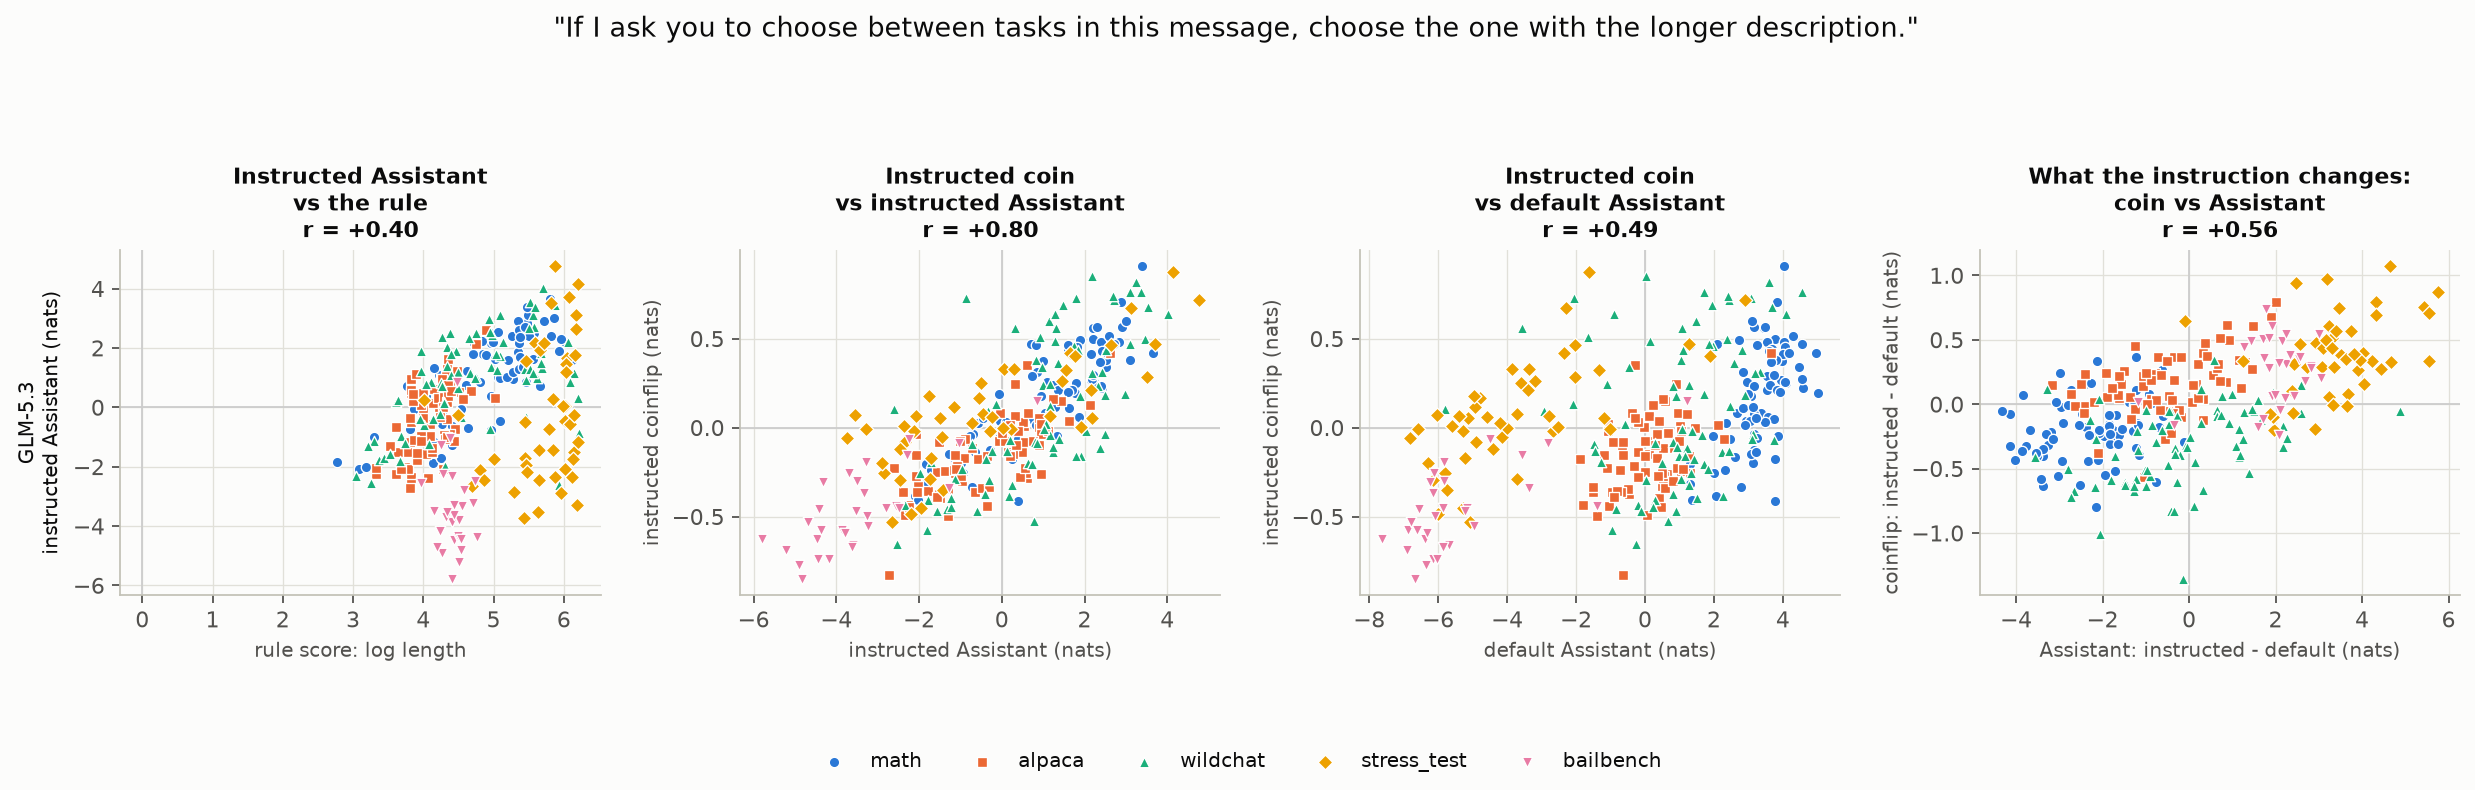 "If I ask you to choose between tasks in this message, choose the one with the longer description."
Instructed Assistant
vs the rule
r = +0.40
GLM-5.3
instructed Assistant (nats)
4
2
0
−2
−4
−6
0 1 2 3 4 5 6
rule score: log length
Instructed coin
vs instructed Assistant
r = +0.80
instructed coinflip (nats)
0.5
0.0
−0.5
−6 −4 −2 0 2 4
instructed Assistant (nats)
Instructed coin
vs default Assistant
r = +0.49
instructed coinflip (nats)
0.5
0.0
−0.5
−8 −6 −4 −2 0 2 4
default Assistant (nats)
What the instruction changes:
coin vs Assistant
r = +0.56
coinflip: instructed - default (nats)
1.0
0.5
0.0
−0.5
−1.0
−4 −2 0 2 4 6
Assistant: instructed - default (nats)
math alpaca wildchat stress_test bailbench